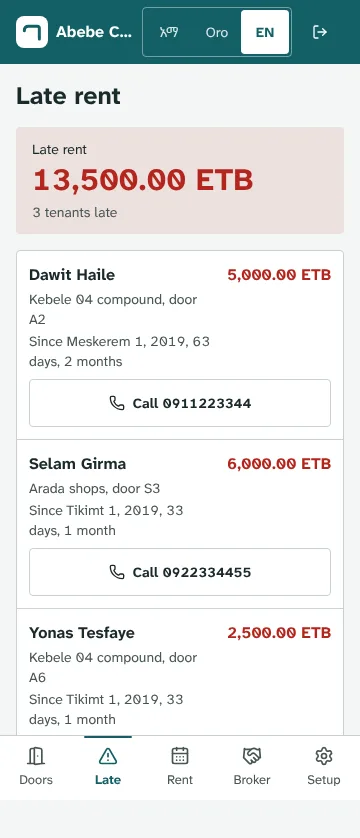 Abebe C...
አማ
Oro
EN
Late rent
Late rent
13,500.00 ETB
3 tenants late
Dawit Haile
5,000.00 ETB
Kebele 04 compound, door
A2
Since Meskerem 1, 2019, 63
days, 2 months
Call 0911223344
Selam Girma
6,000.00 ETB
Arada shops, door S3
Since Tikimt 1, 2019, 33
days, 1 month
Call 0922334455
Yonas Tesfaye
2,500.00 ETB
Kebele 04 compound, door
A6
Since Tikimt 1, 2019, 33
days, 1 month
Doors
Late
Rent
Broker
Setup